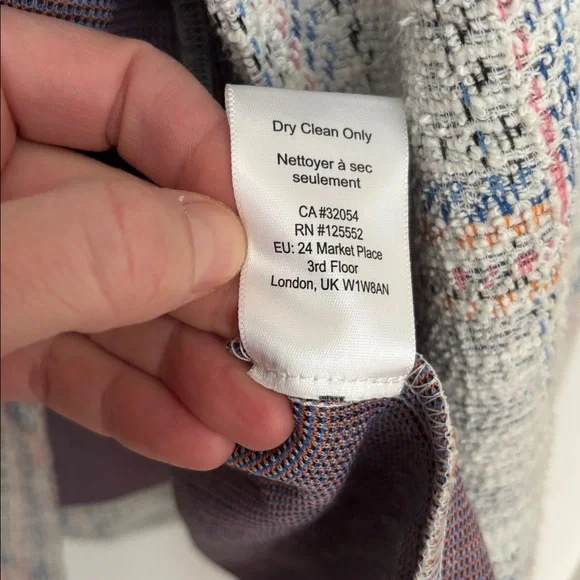 Dry Clean Only
Nettoyer à sec
seulement
CA #32054
RN #125552
EU: 24 Market Place
3rd Floor
London, UK W1W8AN